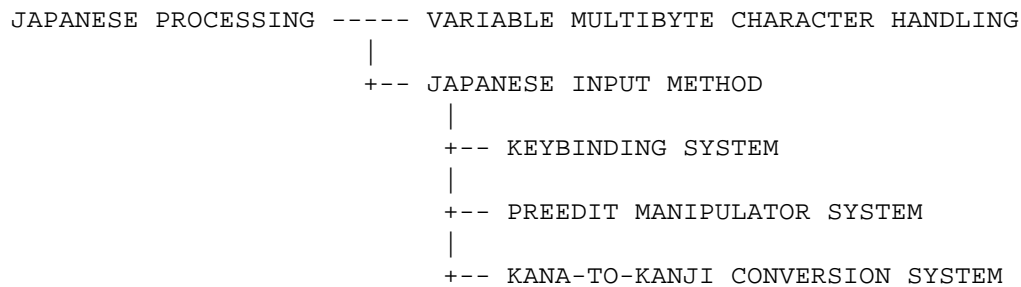 JAPANESE PROCESSING ----- VARIABLE MULTIBYTE CHARACTER HANDLING
|
+-- JAPANESE INPUT METHOD
|
+-- KEYBINDING SYSTEM
|
+-- PREEDIT MANIPULATOR SYSTEM
|
+-- KANA-TO-KANJI CONVERSION SYSTEM